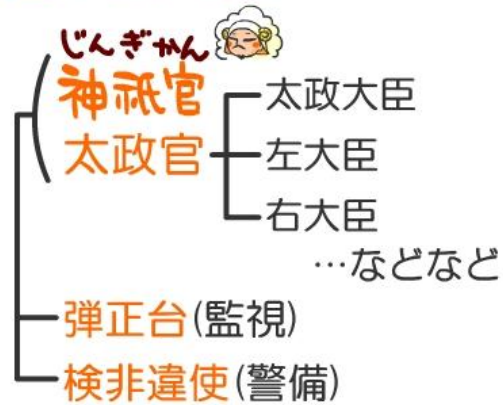 じんぎかん
神祇官
太政大臣
太政官
左大臣
右大臣
…などなど
弾正台(監視)
検非違使(警備)